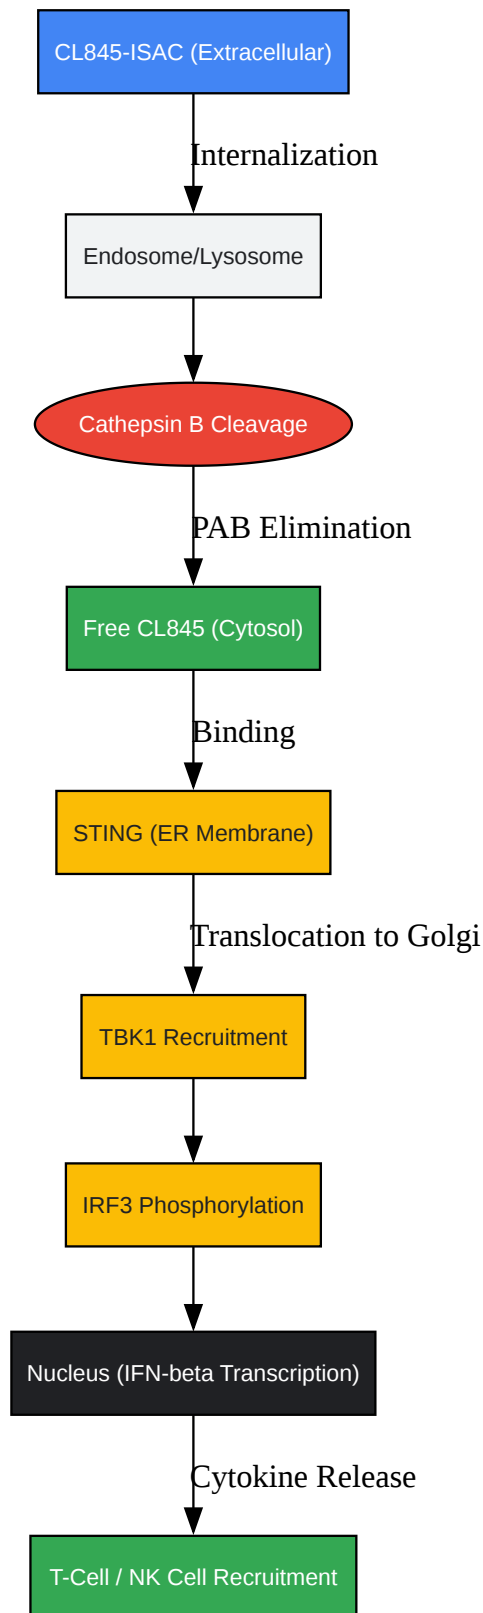 CL845-ISAC (Extracellular)
Internalization
Endosome/Lysosome
Cathepsin B Cleavage
PAB Elimination
Free CL845 (Cytosol)
Binding
STING (ER Membrane)
Translocation to Golgi
TBK1 Recruitment
IRF3 Phosphorylation
Nucleus (IFN-beta Transcription)
Cytokine Release
T-Cell / NK Cell Recruitment